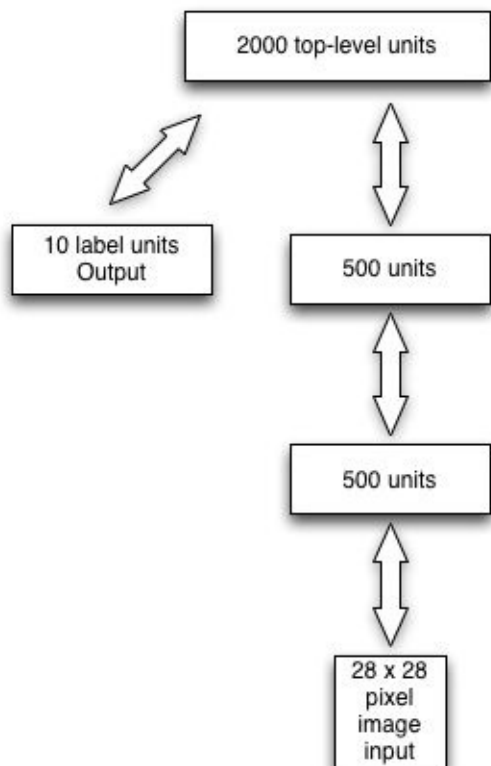 2000 top-level units
10 label units
Output
500 units
500 units
28 x 28
pixel
image
input